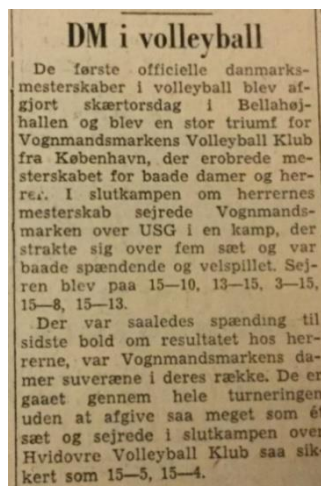 DM i volleyball
De første officielle danmarks-
mesterskaber i volleyball blev af-
gjort skærtorsdag i Bellahøj-
hallen og blev en stor triumf for
Vognmandsmarkens Volleyball Klub
fra København, der erobrede me-
sterskabet for baade damer og her-
rer. I slutkampen om herrernes
mesterskab sejrede Vognmands-
marken over USG i en kamp, der
strakte sig over fem sæt og var
baade spændende og velspillet. Sej-
ren blev paa 15—10, 13—15, 3—15,
15—8, 15—13.
Der var saaledes spænding til
sidste bold om resultatet hos her-
rerne, var Vognmandsmarkens da-
mer suveræne i deres række. De er
gaaet gennem hele turneringen
uden at afgive saa meget som ét
sæt og sejrede i slutkampen over
Hvidovre Volleyball Klub saa sik-
kert som 15—5, 15—4.